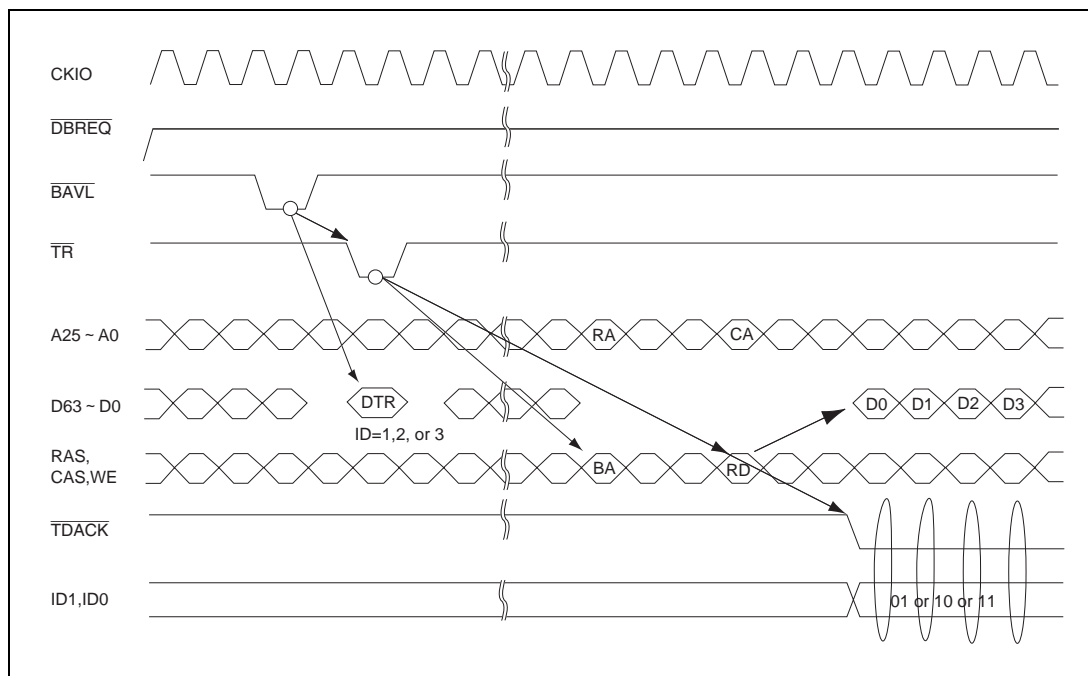 CKIO
DBREQ
BAVL
TR
A25 ~ A0
RA
CA
D63 ~ D0
DTR
D0
D1
D2
D3
ID=1,2, or 3
RAS,
CAS,WE
BA
RD
TDACK
ID1,ID0
01 or 10 or 11